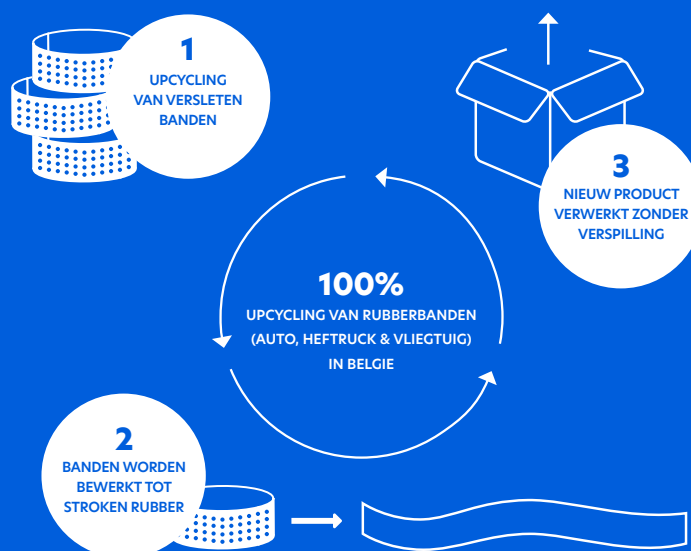 1
UPCYCLING
VAN VERSLETEN
BANDEN
3
NIEUW PRODUCT
VERWERKT ZONDER
VERSPILLING
100%
UPCYCLING VAN RUBBERBANDEN
(AUTO, HEFTRUCK & VLIEGTUIG)
IN BELGIE
2
BANDEN WORDEN
BEWERKT TOT
STROKEN RUBBER